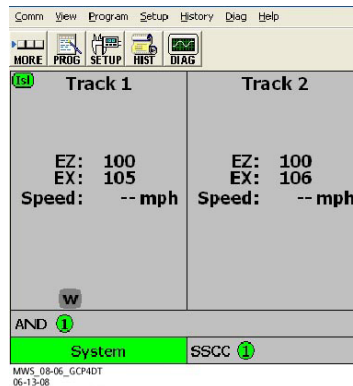 Comm View Program Setup History Diag Help
MORE PROG SETUP HIST DIAG
Isl Track 1 Track 2
EZ: 100 EZ: 100
EX: 105 EX: 106
Speed: -- mph Speed: -- mph
W
AND 1
System SSCC 1
MWS_08-06_GCP4DT
06-13-08